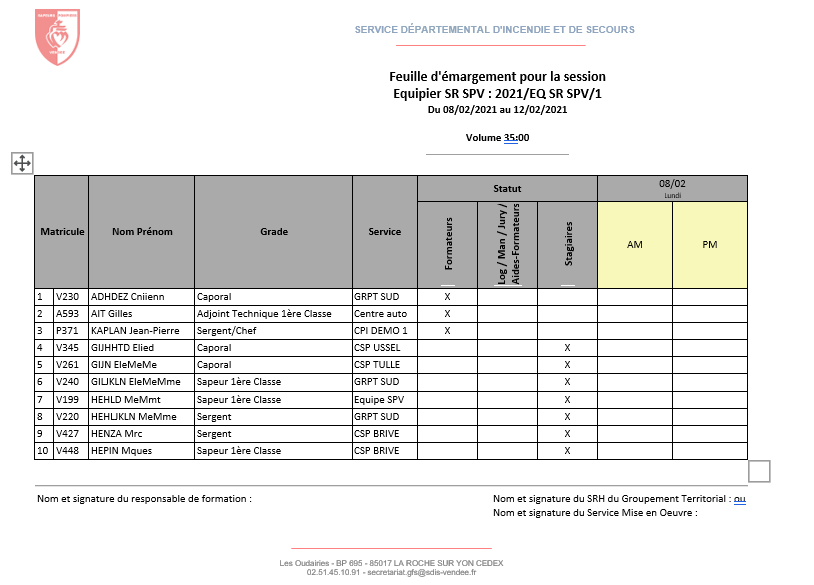 SAPEURS POMPIERS
VENDÉE
SERVICE DÉPARTEMENTAL D'INCENDIE ET DE SECOURS
Feuille d'émargement pour la session
Equipier SR SPV : 2021/EQ SR SPV/1
Du 08/02/2021 au 12/02/2021
Volume 35:00
Matricule Nom Prénom Grade Service Statut 08/02
Lundi
Formateurs Log / Man / Jury / Aides-Formateurs Stagiaires AM PM
1 V230 ADHDEZ Cniienn Caporal GRPT SUD X
2 A593 AIT Gilles Adjoint Technique 1ère Classe Centre auto X
3 P371 KAPLAN Jean-Pierre Sergent/Chef CPI DEMO 1 X
4 V345 GIJHHTD Elied Caporal CSP USSEL X
5 V261 GIJN EleMeMe Caporal CSP TULLE X
6 V240 GILJKLN EleMeMme Sapeur 1ère Classe GRPT SUD X
7 V199 HEHLD MeMmt Sapeur 1ère Classe Equipe SPV X
8 V220 HEHLJKLN MeMme Sergent GRPT SUD X
9 V427 HENZA Mrc Sergent CSP BRIVE X
10 V448 HEPIN Mques Sapeur 1ère Classe CSP BRIVE X
Nom et signature du responsable de formation :
Nom et signature du SRH du Groupement Territorial : ou
Nom et signature du Service Mise en Oeuvre :
Les Oudairies - BP 695 - 85017 LA ROCHE SUR YON CEDEX
02.51.45.10.91 - secretariat.gfs@sdis-vendee.fr